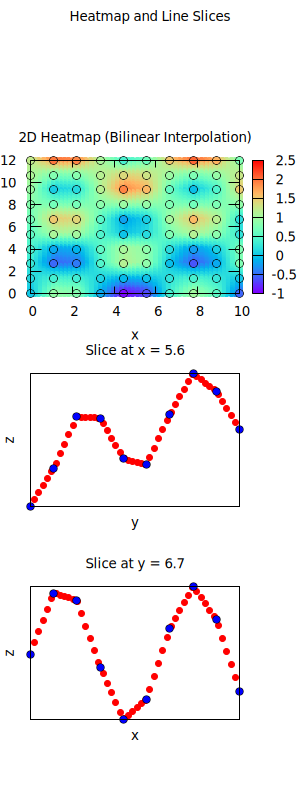 Heatmap and Line Slices
2D Heatmap (Bilinear Interpolation)
12
10
8
6
4
2
0
0 2 4 6 8 10
x
2.5
2
1.5
1
0.5
0
-0.5
-1
Slice at x = 5.6
z
y
Slice at y = 6.7
z
x